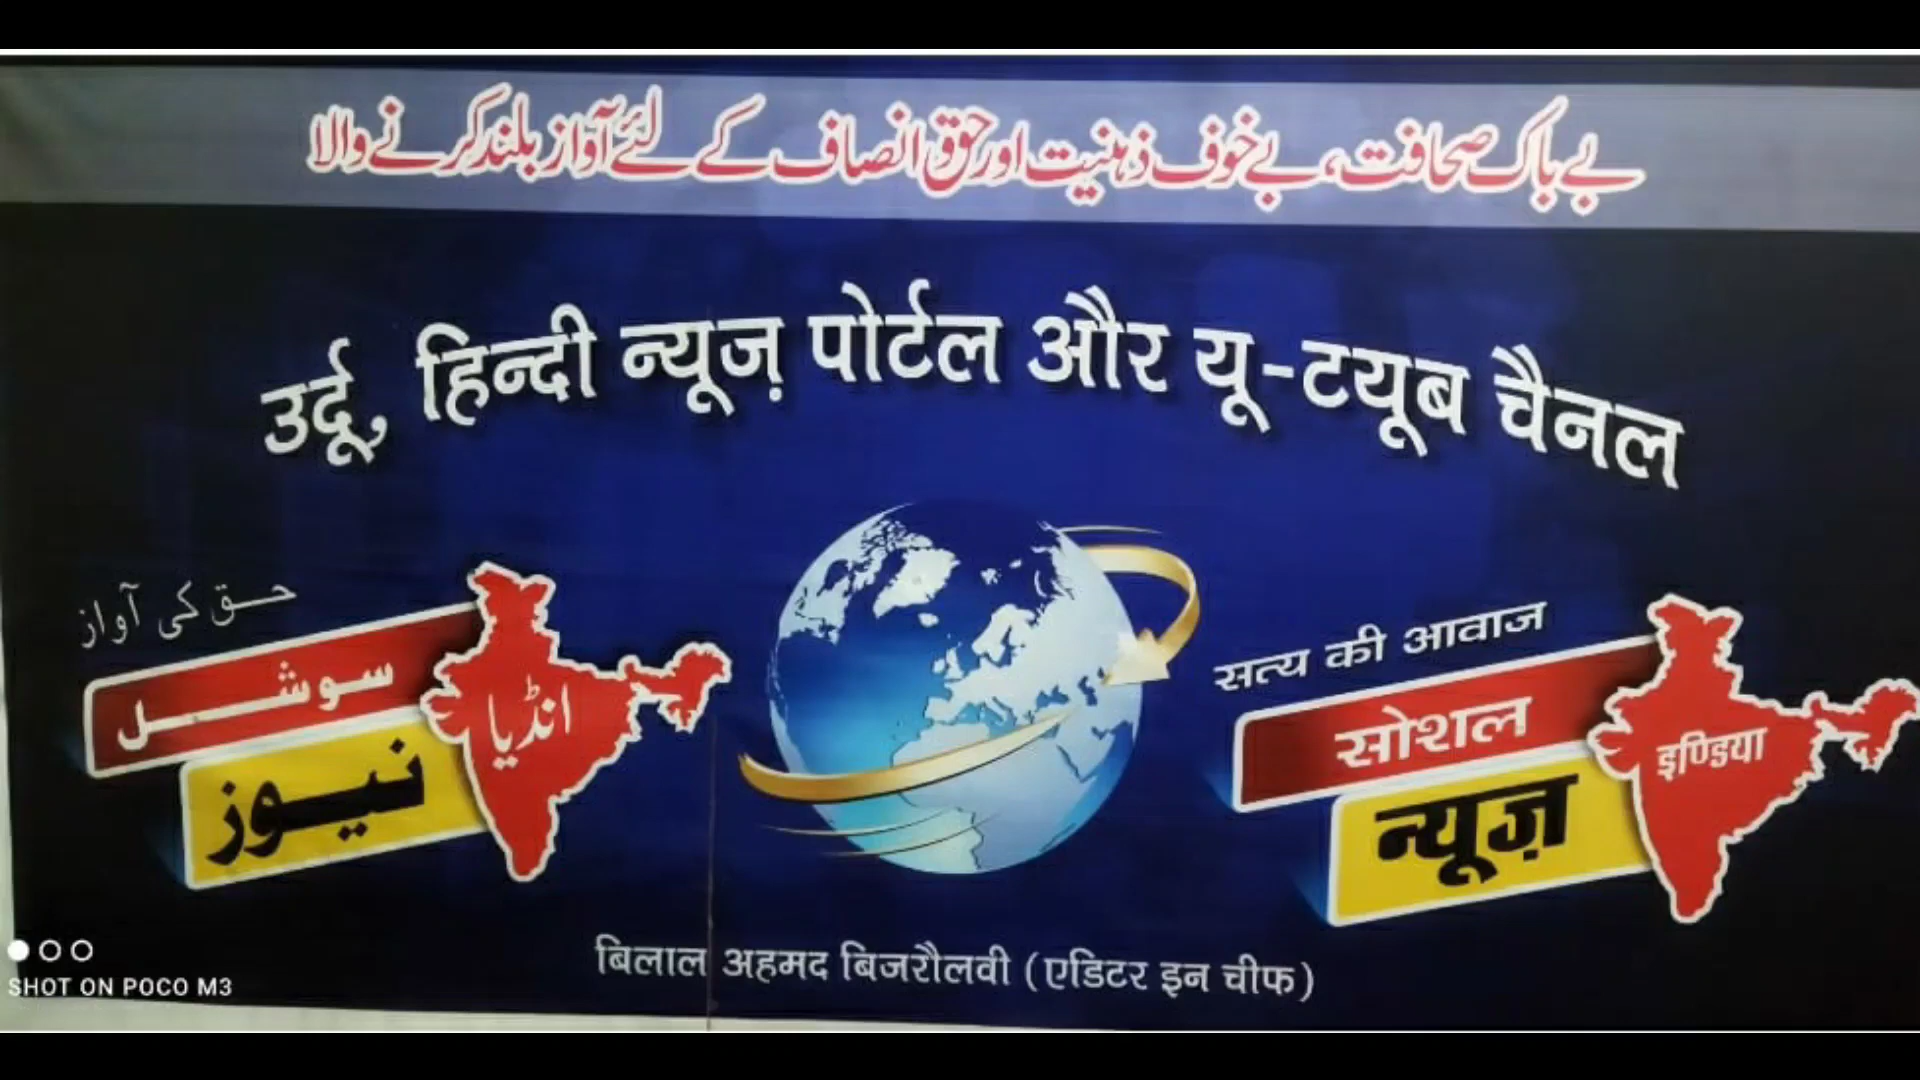 بے باک صحافت، بے خوف ذہنیت اور حق و انصاف کے لئے آواز بلند کرنے والا
उर्दू, हिन्दी न्यूज़ पोर्टल और यू-टयूब चैनल
حق کی آواز
سوشل
انڈیا
نیوز
सत्य की आवाज
सोशल
इण्डिया
न्यूज़
बिलाल अहमद बिजरौलवी (एडिटर इन चीफ)
SHOT ON POCO M3